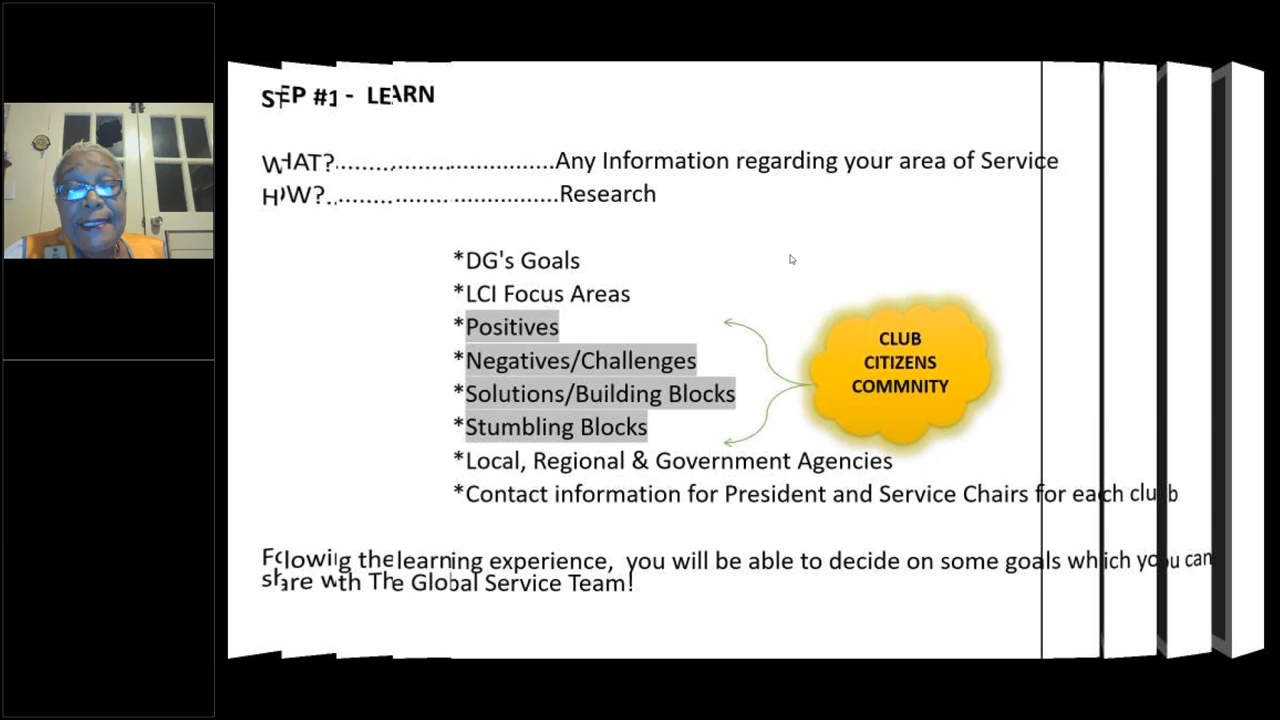 STEP #1 - LEARN
WHAT?..............................Any Information regarding your area of Service
HOW?..............................Research
*DG's Goals
*LCI Focus Areas
*Positives
*Negatives/Challenges
*Solutions/Building Blocks
*Stumbling Blocks
*Local, Regional & Government Agencies
*Contact information for President and Service Chairs for each club
CLUB
CITIZENS
COMMNITY
Following the learning experience, you will be able to decide on some goals which you can
share with The Global Service Team!